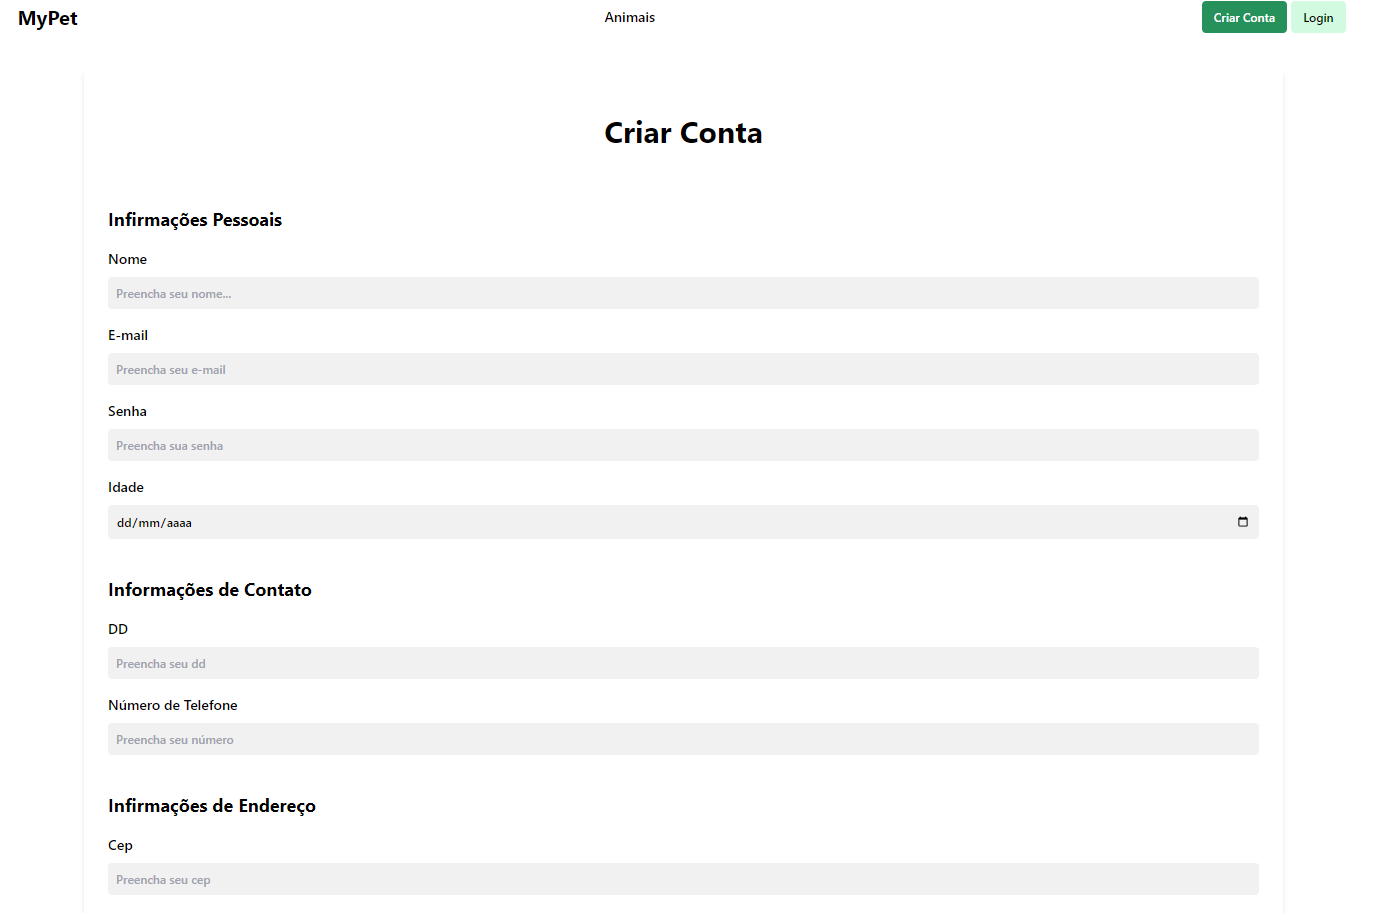 MyPet
Animais
Criar Conta
Login
Criar Conta
Infirmações Pessoais
Nome
Preencha seu nome...
E-mail
Preencha seu e-mail
Senha
Preencha sua senha
Idade
dd/mm/aaaa
Informações de Contato
DD
Preencha seu dd
Número de Telefone
Preencha seu número
Infirmações de Endereço
Cep
Preencha seu cep